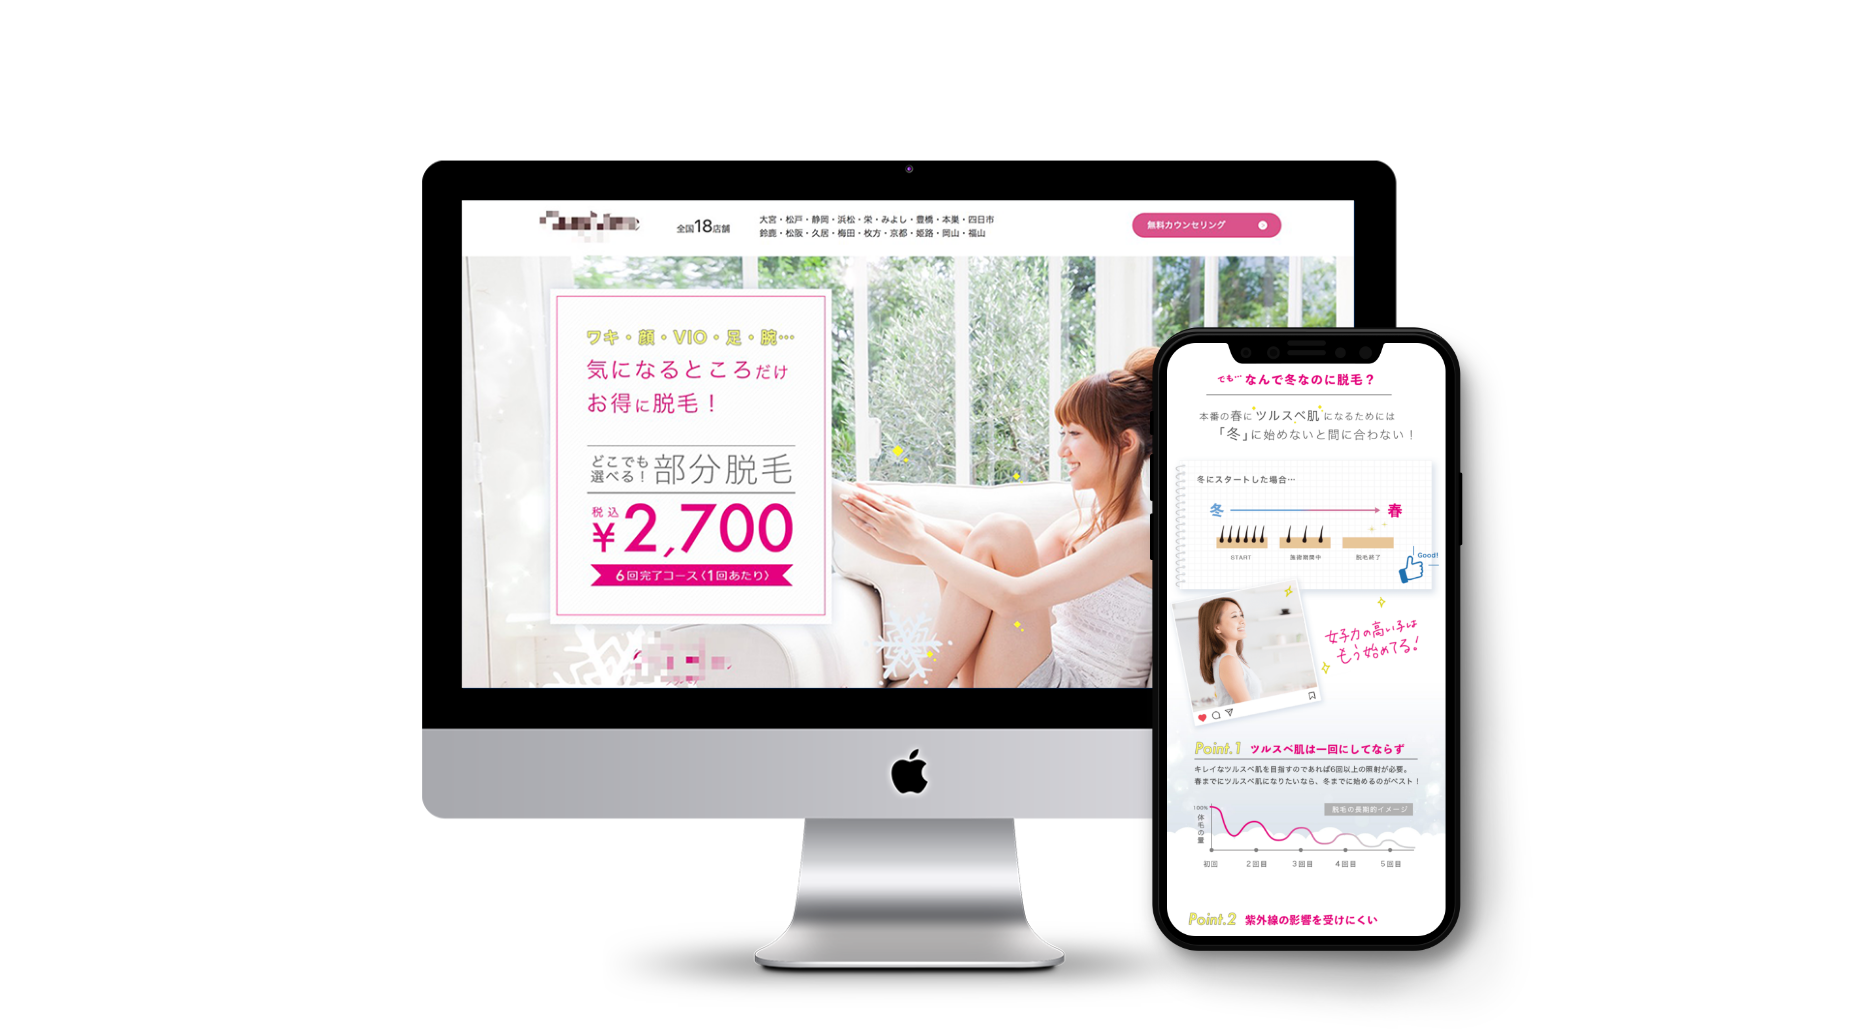 全国18店舗
大宮・松戸・静岡・浜松・栄・みよし・豊橋・本巣・四日市
鈴鹿・松阪・久居・梅田・枚方・京都・姫路・岡山・福山
無料カウンセリング
ワキ・顔・VIO・足・腕…
気になるところだけ
お得に脱毛！
どこでも
選べる！部分脱毛
税込
¥2,700
6回完了コース〈1回あたり〉
でも…なんで冬なのに脱毛？
本番の春にツルスベ肌になるためには
「冬」に始めないと間に合わない！
冬にスタートした場合…
冬 春
START 施術期間中 脱毛終了
Good!
女子力の高い子は
もう始めてる！
Point.1 ツルスベ肌は一回にしてならず
キレイなツルスベ肌を目指すのであれば6回以上の照射が必要。
春までにツルスベ肌になりたいなら、冬までに始めるのがベスト！
脱毛の長期的イメージ
100%
体毛の量
初回 2回目 3回目 4回目 5回目
Point.2 紫外線の影響を受けにくい